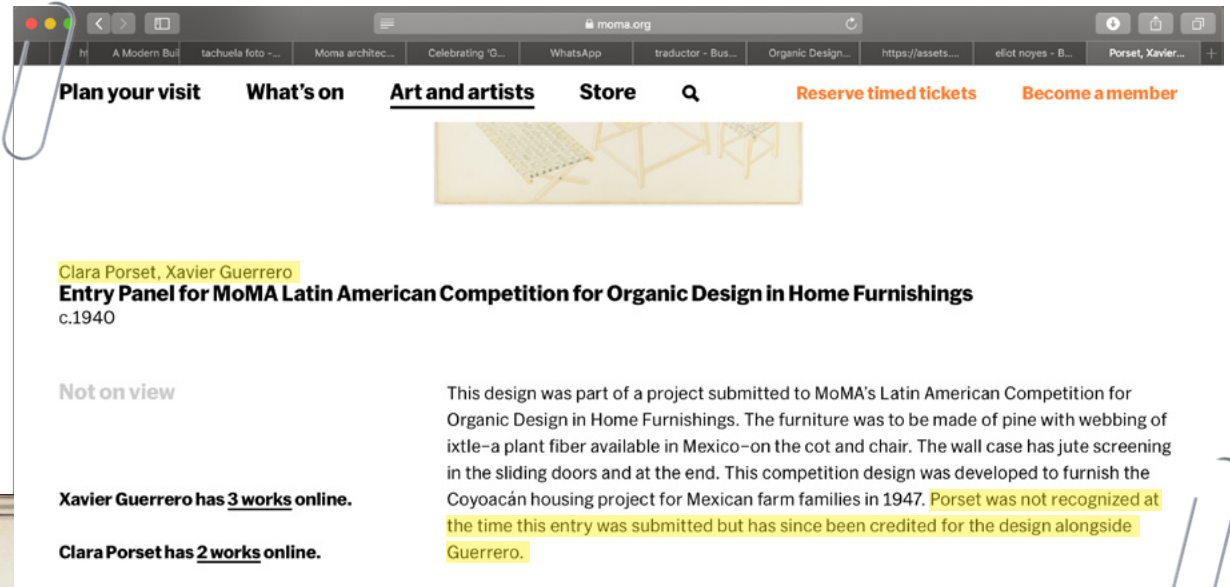 moma.org
A Modern Buil
tachuela foto -...
Moma architec...
Celebrating 'G...
WhatsApp
traductor - Bus...
Organic Design...
https://assets....
eliot noyes - B...
Porset, Xavier...
Plan your visit
What's on
Art and artists
Store
Reserve timed tickets
Become a member
Clara Porset, Xavier Guerrero
Entry Panel for MoMA Latin American Competition for Organic Design in Home Furnishings
c.1940
Not on view
This design was part of a project submitted to MoMA's Latin American Competition for
Organic Design in Home Furnishings. The furniture was to be made of pine with webbing of
ixtle–a plant fiber available in Mexico–on the cot and chair. The wall case has jute screening
in the sliding doors and at the end. This competition design was developed to furnish the
Coyoacán housing project for Mexican farm families in 1947. Porset was not recognized at
the time this entry was submitted but has since been credited for the design alongside
Guerrero.
Xavier Guerrero has 3 works online.
Clara Porset has 2 works online.